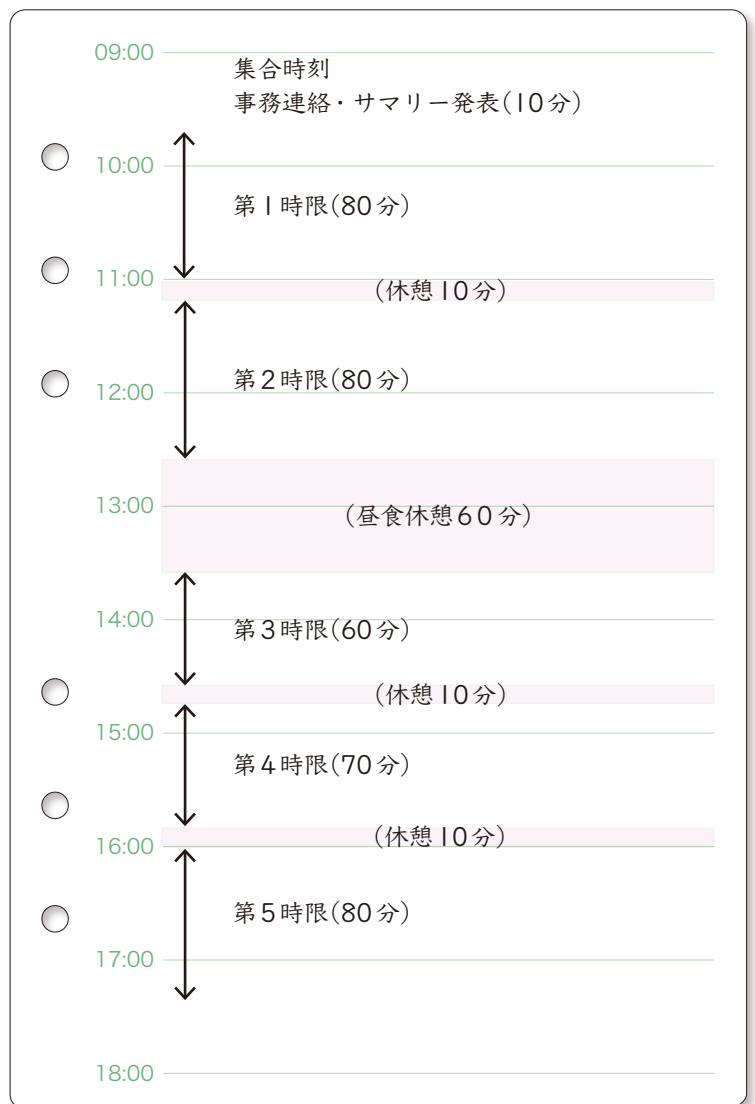 09:00
集合時刻
事務連絡・サマリー発表(10分)
10:00
第1時限(80分)
11:00
(休憩10分)
第2時限(80分)
12:00
13:00
(昼食休憩60分)
14:00
第3時限(60分)
(休憩10分)
15:00
第4時限(70分)
(休憩10分)
16:00
第5時限(80分)
17:00
18:00